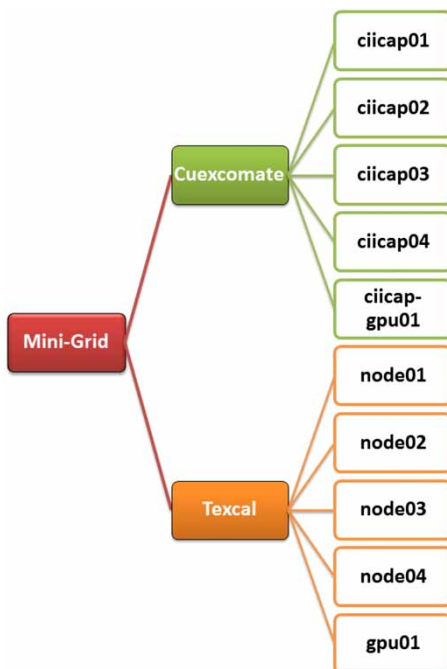 ciicap01
ciicap02
Cuexcomate
ciicap03
ciicap04
ciicap-
gpu01
Mini-Grid
node01
node02
Texcal
node03
node04
gpu01